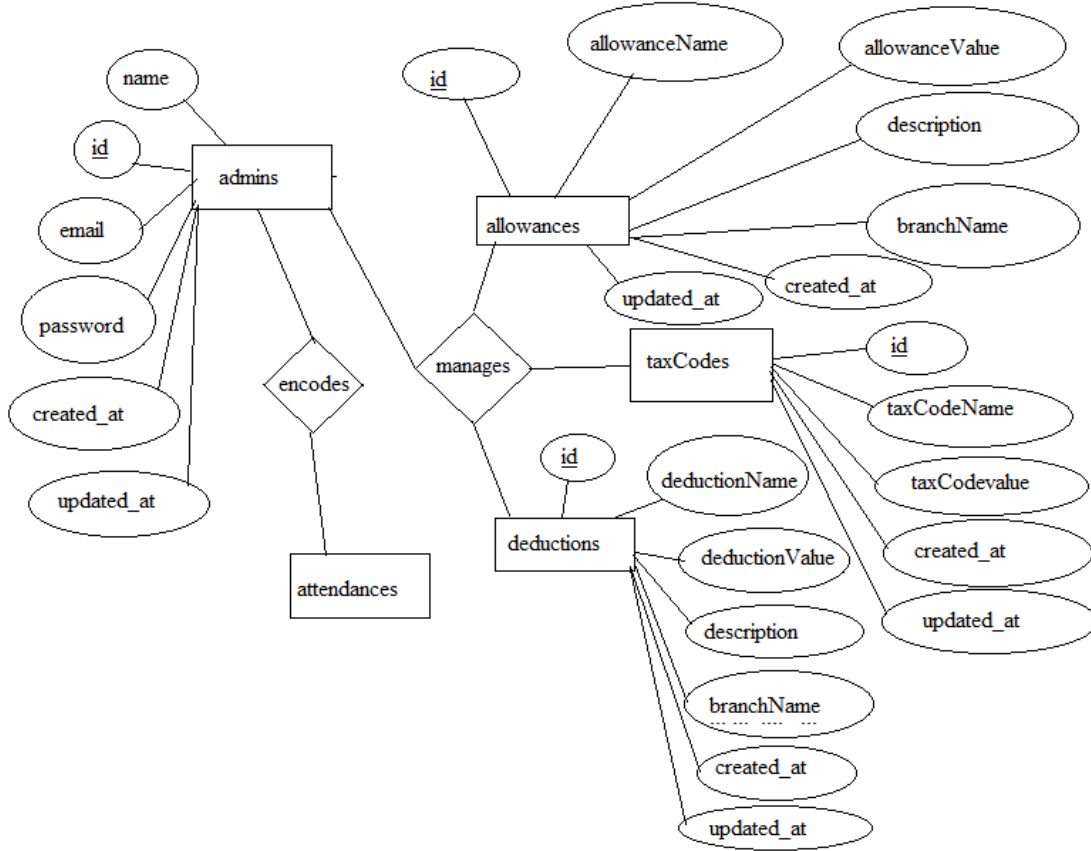 name
id
admins
email
password
created_at
updated_at
encodes
attendances
id
allowanceName
allowanceValue
description
branchName
created_at
updated_at
allowances
manages
taxCodes
id
taxCodeName
taxCodevalue
created_at
updated_at
id
deductionName
deductions
deductionValue
description
branchName
created_at
updated_at